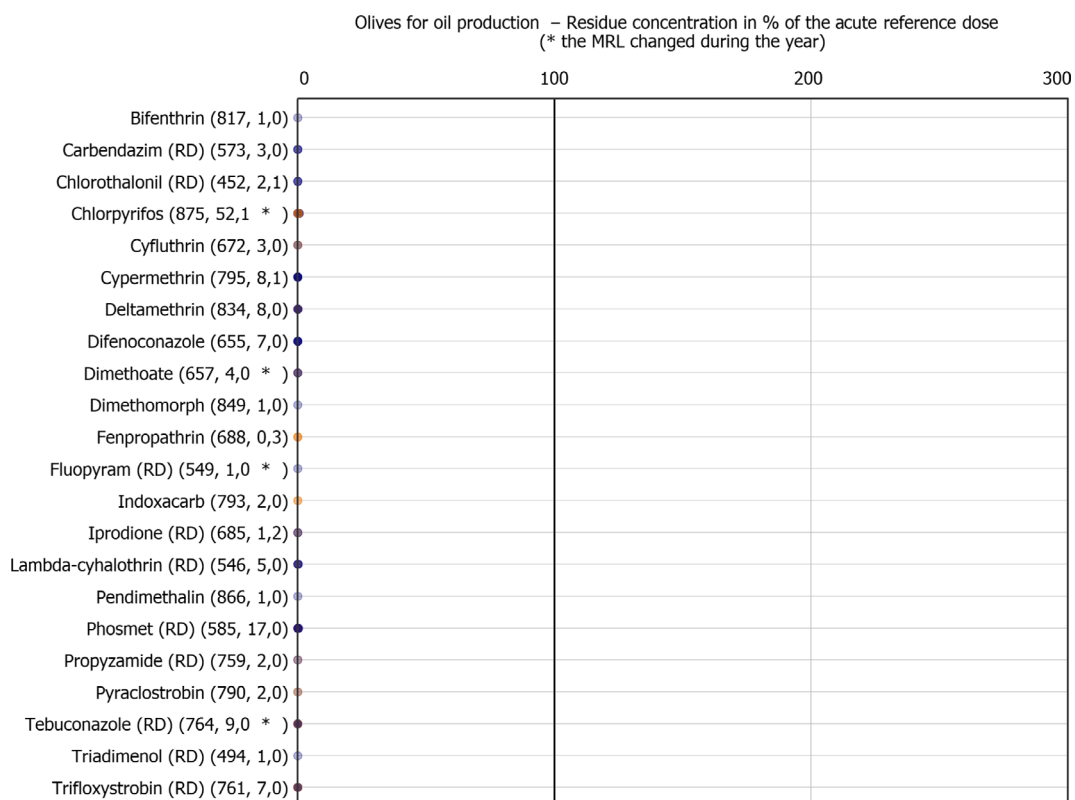 Olives for oil production – Residue concentration in % of the acute reference dose
(* the MRL changed during the year)
0 100 200 300
Bifenthrin (817, 1,0)
Carbendazim (RD) (573, 3,0)
Chlorothalonil (RD) (452, 2,1)
Chlorpyrifos (875, 52,1 * )
Cyfluthrin (672, 3,0)
Cypermethrin (795, 8,1)
Deltamethrin (834, 8,0)
Difenoconazole (655, 7,0)
Dimethoate (657, 4,0 * )
Dimethomorph (849, 1,0)
Fenpropathrin (688, 0,3)
Fluopyram (RD) (549, 1,0 * )
Indoxacarb (793, 2,0)
Iprodione (RD) (685, 1,2)
Lambda-cyhalothrin (RD) (546, 5,0)
Pendimethalin (866, 1,0)
Phosmet (RD) (585, 17,0)
Propyzamide (RD) (759, 2,0)
Pyraclostrobin (790, 2,0)
Tebuconazole (RD) (764, 9,0 * )
Triadimenol (RD) (494, 1,0)
Trifloxystrobin (RD) (761, 7,0)